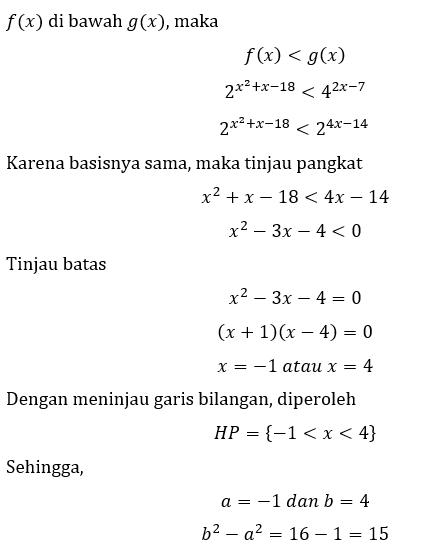 f(x) di bawah g(x), maka
f(x) < g(x)
2^{x^2+x−18} < 4^{2x−7}
2^{x^2+x−18} < 2^{4x−14}
Karena basisnya sama, maka tinjau pangkat
x^2 + x − 18 < 4x − 14
x^2 − 3x − 4 < 0
Tinjau batas
x^2 − 3x − 4 = 0
(x + 1)(x − 4) = 0
x = −1 atau x = 4
Dengan meninjau garis bilangan, diperoleh
HP = {−1 < x < 4}
Sehingga,
a = −1 dan b = 4
b^2 − a^2 = 16 − 1 = 15